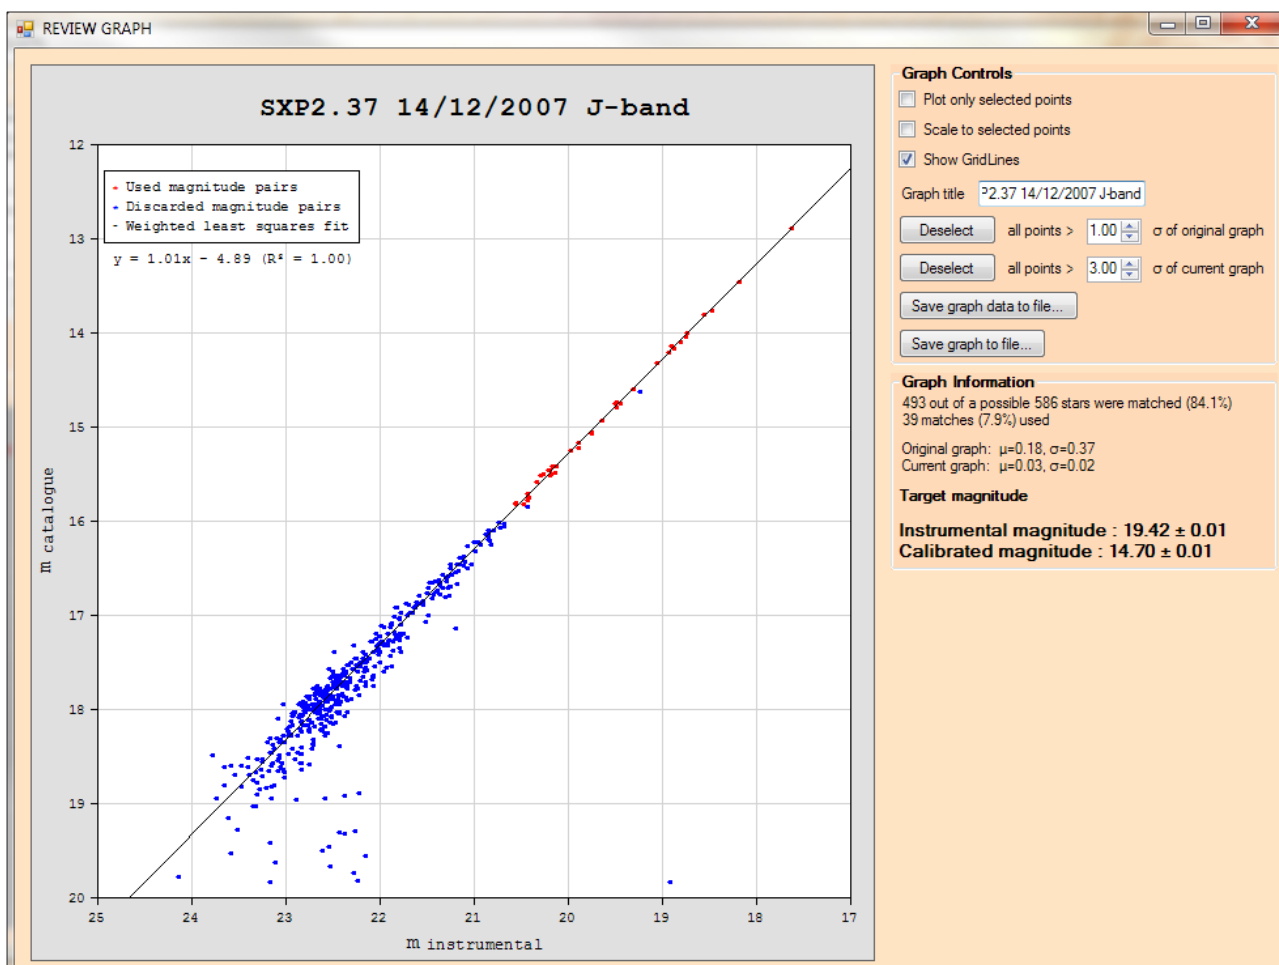 REVIEW GRAPH
SXP2.37 14/12/2007 J-band
Used magnitude pairs
Discarded magnitude pairs
- Weighted least squares fit
y = 1.01x - 4.89 (R² = 1.00)
12
13
14
15
16
17
18
19
20
m catalogue
25 24 23 22 21 20 19 18 17
m instrumental
Graph Controls
Plot only selected points
Scale to selected points
Show GridLines
Graph title P2.37 14/12/2007 J-band
Deselect all points > 1.00 σ of original graph
Deselect all points > 3.00 σ of current graph
Save graph data to file...
Save graph to file...
Graph Information
493 out of a possible 586 stars were matched (84.1%)
39 matches (7.9%) used
Original graph: μ=0.18, σ=0.37
Current graph: μ=0.03, σ=0.02
Target magnitude
Instrumental magnitude : 19.42 ± 0.01
Calibrated magnitude : 14.70 ± 0.01